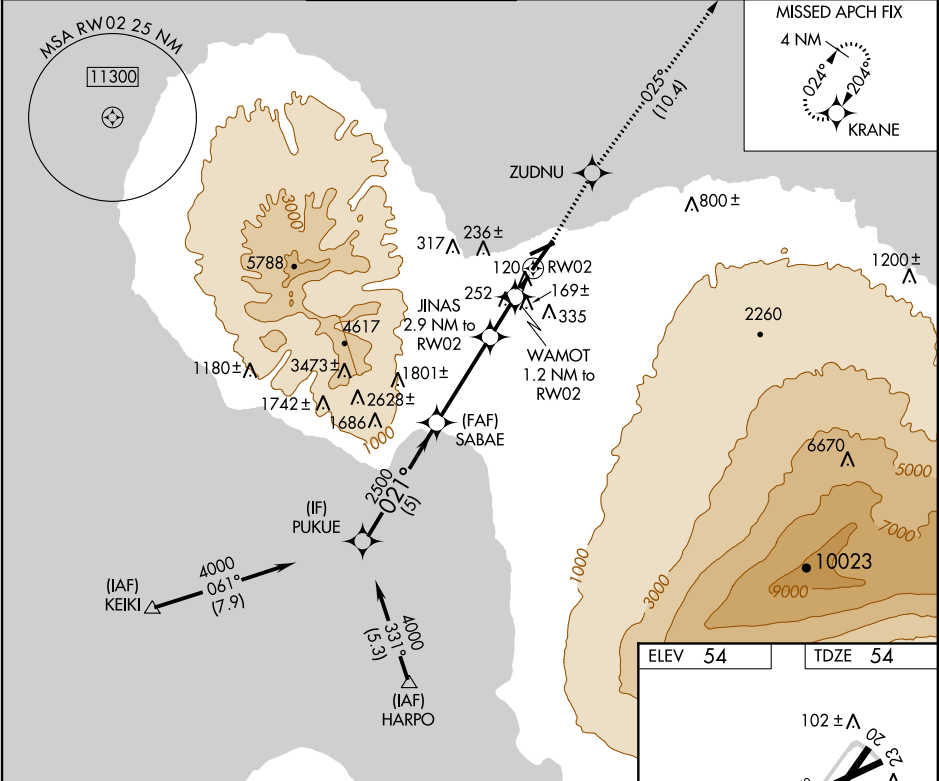 MSA RW02 25 NM
11300
MISSED APCH FIX
4 NM
024°
204°
KRANE
025°
(10.4)
ZUDNU
800±
3000
5788
317
236±
120
RW02
1200±
252
169±
335
JINAS
2.9 NM to
RW02
4617
2260
WAMOT
1.2 NM to
RW02
1180±
3473±
1801±
1742±
2628±
1686
1000
(FAF)
SABAE
6670
5000
7000
2500
021°
(5)
(IF)
PUKUE
10023
9000
1000
3000
4000
061°
(7.9)
(IAF)
KEIKI
4000
331°
(5.3)
(IAF)
HARPO
ELEV 54
TDZE 54
102±
20
23